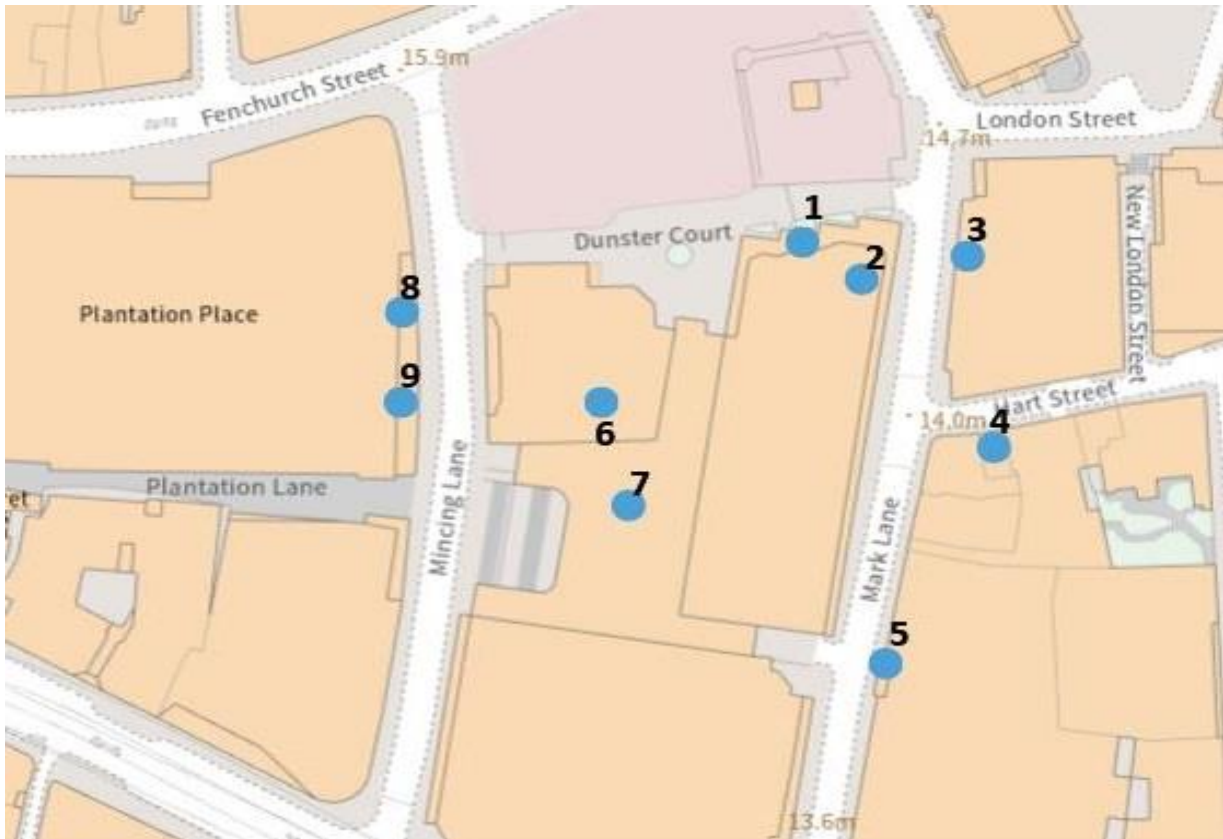 15.9m
Fenchurch Street
London Street
14.7m
1
Dunster Court
2
3
New London Street
8
Plantation Place
9
6
Hart Street
14.0m
4
Plantation Lane
7
et
Mincing Lane
Mark Lane
5
13.6m